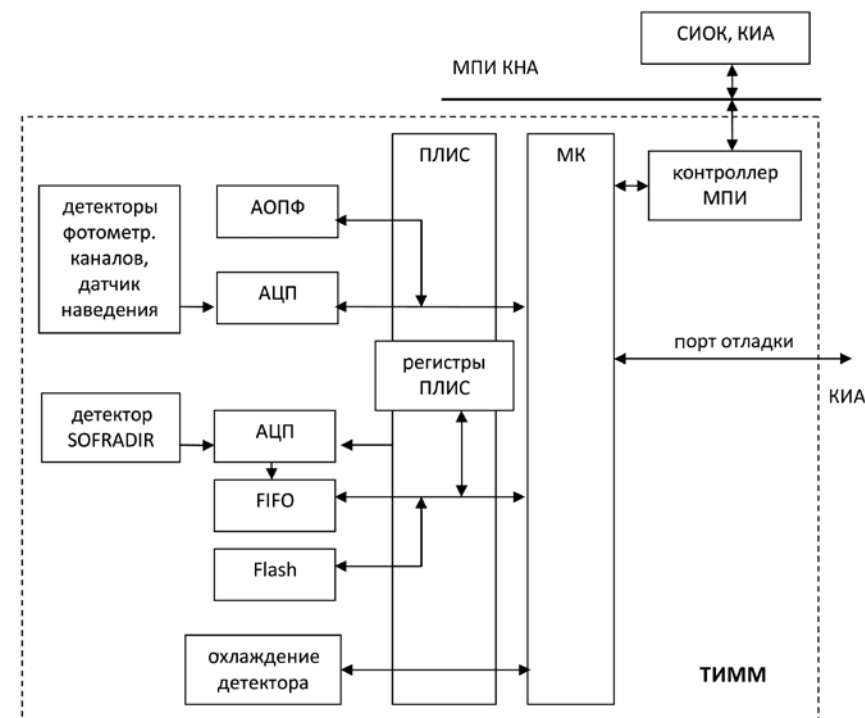 СИОК, КИА
МПИ КНА
ПЛИС
МК
контроллер
МПИ
детекторы
фотометр.
каналов,
датчик
наведения
АОПФ
АЦП
порт отладки
КИА
регистры
ПЛИС
детектор
SOFRADIR
АЦП
FIFO
Flash
охлаждение
детектора
ТИММ